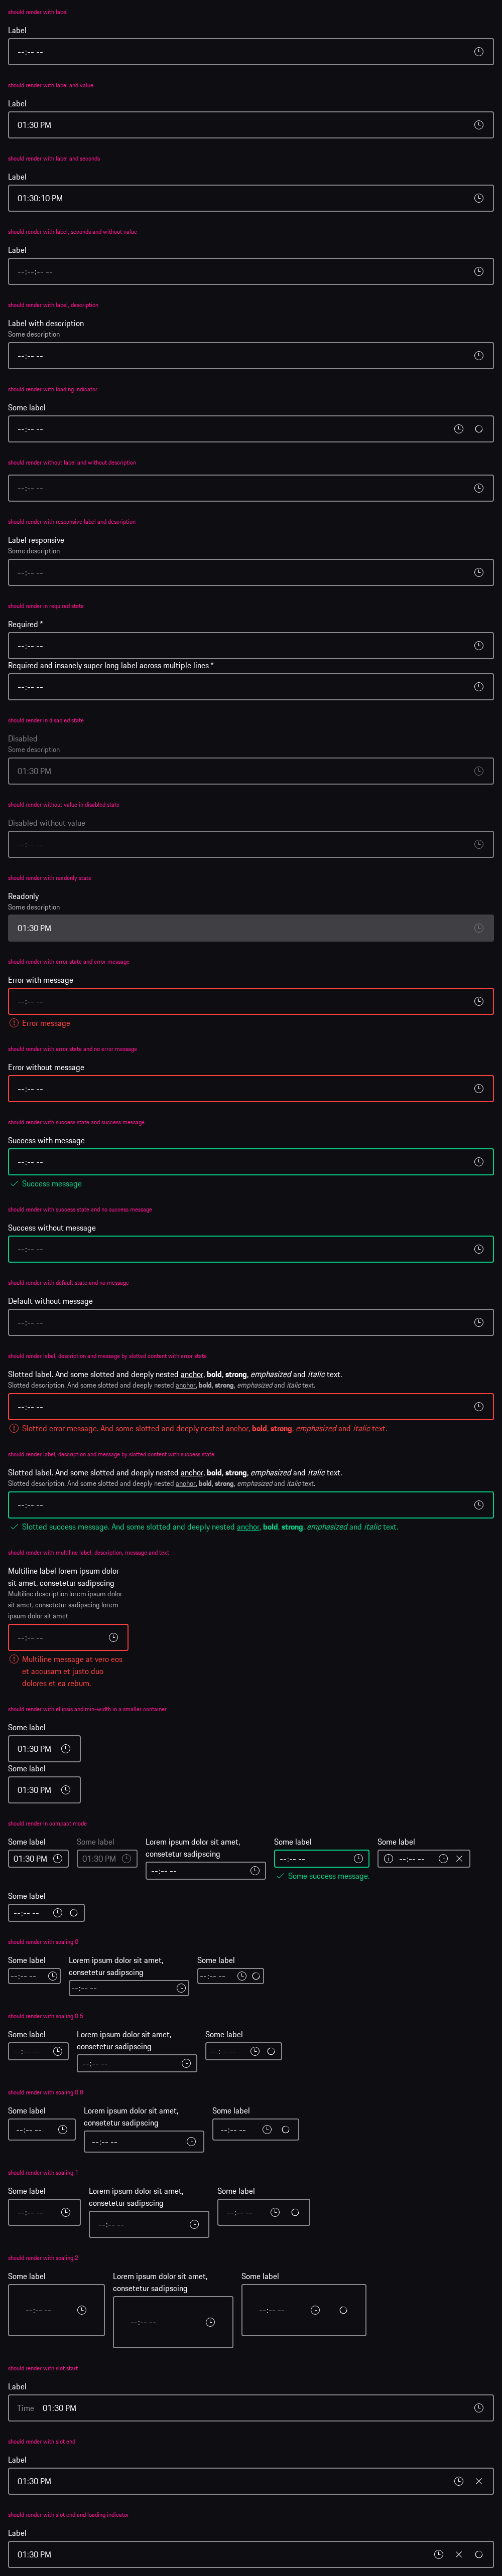 should render with label
Label
--:-- --
should render with label and value
Label
01:30 PM
should render with label and seconds
Label
01:30:10 PM
should render with label, seconds and without value
Label
--:--:-- --
should render with label, description
Label with description
Some description
--:-- --
should render with loading indicator
Some label
--:-- --
should render without label and without description
--:-- --
should render with responsive label and description
Label responsive
Some description
--:-- --
should render in required state
Required *
--:-- --
Required and insanely super long label across multiple lines *
--:-- --
should render in disabled state
Disabled
Some description
01:30 PM
should render without value in disabled state
Disabled without value
--:-- --
should render with readonly state
Readonly
Some description
01:30 PM
should render with error state and error message
Error with message
--:-- --
Error message
should render with error state and no error message
Error without message
--:-- --
should render with success state and success message
Success with message
--:-- --
Success message
should render with success state and no success message
Success without message
--:-- --
should render with default state and no message
Default without message
--:-- --
should render label, description and message by slotted content with error state
Slotted label. And some slotted and deeply nested anchor, bold, strong, emphasized and italic text.
Slotted description. And some slotted and deeply nested anchor, bold, strong, emphasized and italic text.
--:-- --
Slotted error message. And some slotted and deeply nested anchor, bold, strong, emphasized and italic text.
should render label, description and message by slotted content with success state
Slotted label. And some slotted and deeply nested anchor, bold, strong, emphasized and italic text.
Slotted description. And some slotted and deeply nested anchor, bold, strong, emphasized and italic text.
--:-- --
Slotted success message. And some slotted and deeply nested anchor, bold, strong, emphasized and italic text.
should render with multiline label, description, message and text
Multiline label lorem ipsum dolor
sit amet, consetetur sadipscing
Multiline description lorem ipsum dolor
sit amet, consetetur sadipscing lorem
ipsum dolor sit amet
--:-- --
Multiline message at vero eos
et accusam et justo duo
dolores et ea rebum.
should render with ellipsis and min-width in a smaller container
Some label
01:30 PM
Some label
01:30 PM
should render in compact mode
Some label
01:30 PM
Some label
01:30 PM
Lorem ipsum dolor sit amet,
consetetur sadipscing
--:-- --
Some label
--:-- --
Some success message.
Some label
--:-- --
Some label
--:-- --
should render with scaling 0
Some label
--:-- --
Lorem ipsum dolor sit amet,
consetetur sadipscing
--:-- --
Some label
--:-- --
should render with scaling 0.5
Some label
--:-- --
Lorem ipsum dolor sit amet,
consetetur sadipscing
--:-- --
Some label
--:-- --
should render with scaling 0.9
Some label
--:-- --
Lorem ipsum dolor sit amet,
consetetur sadipscing
--:-- --
Some label
--:-- --
should render with scaling 1
Some label
--:-- --
Lorem ipsum dolor sit amet,
consetetur sadipscing
--:-- --
Some label
--:-- --
should render with scaling 2
Some label
--:-- --
Lorem ipsum dolor sit amet,
consetetur sadipscing
--:-- --
Some label
--:-- --
should render with slot start
Label
Time 01:30 PM
should render with slot end
Label
01:30 PM
should render with slot end and loading indicator
Label
01:30 PM